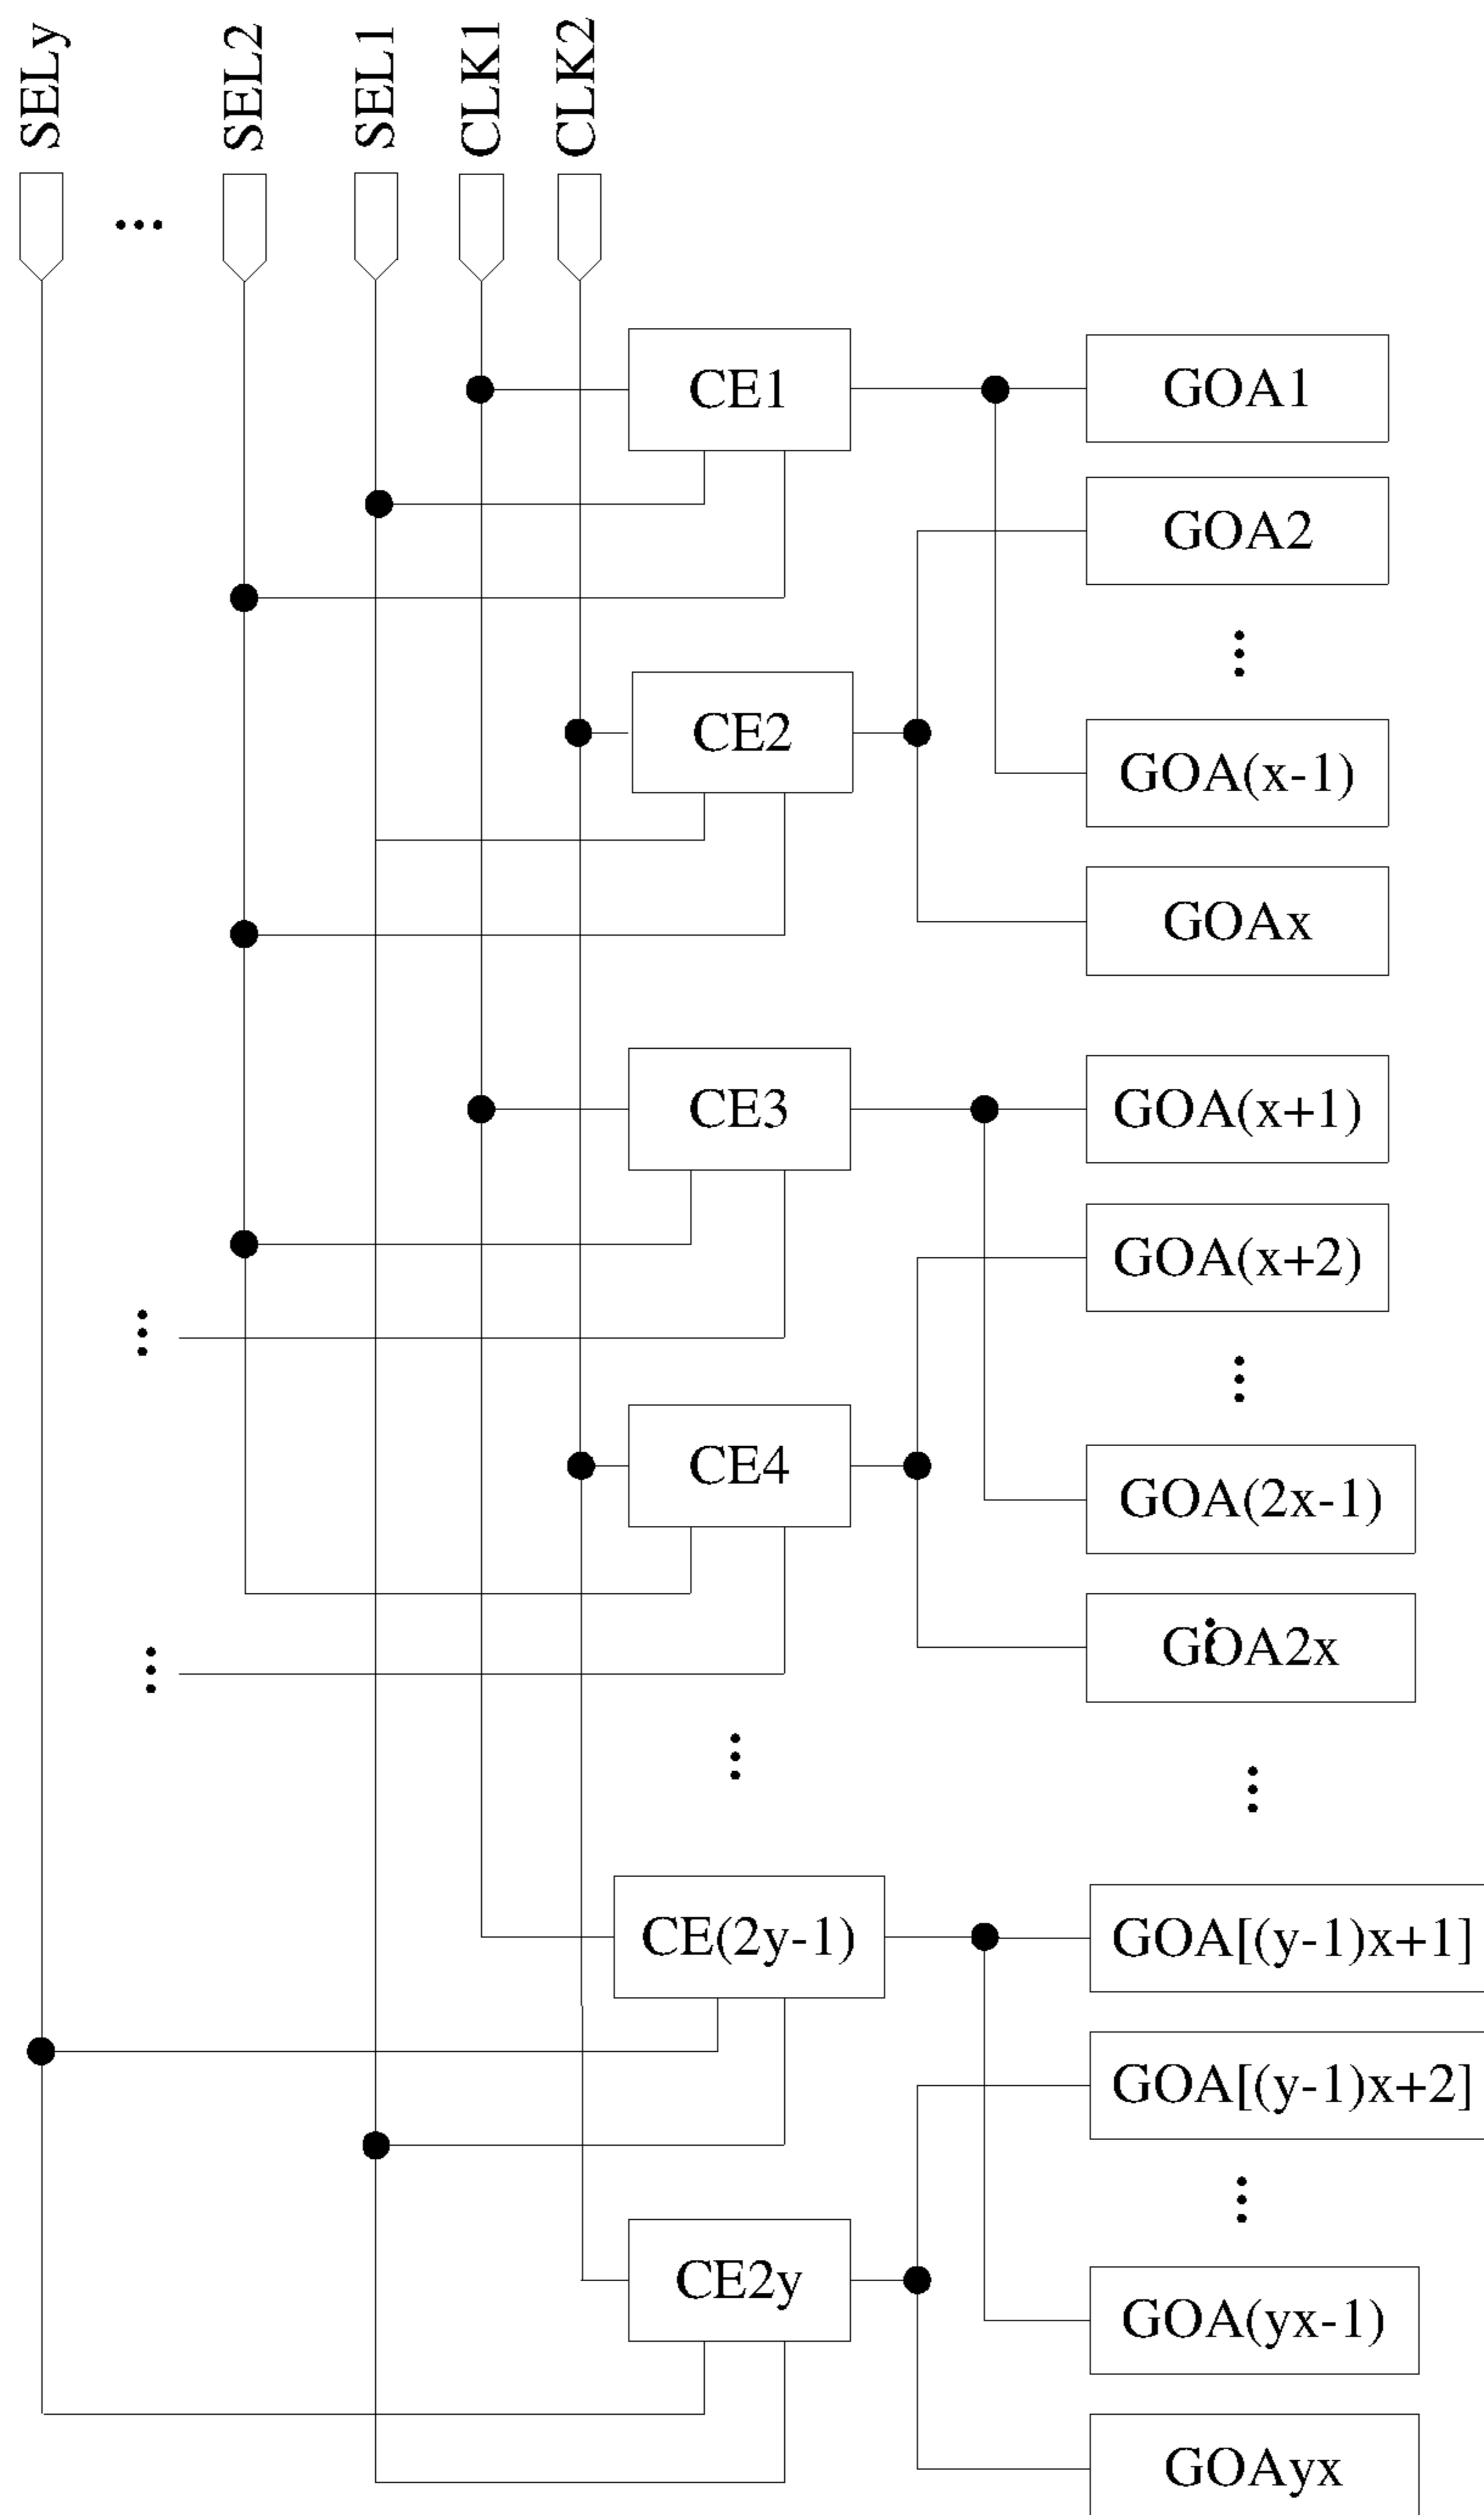 SELy
SEL2
SEL1
CLK1
CLK2
CE1
GOA1
GOA2
CE2
GOA(x-1)
GOAx
CE3
GOA(x+1)
GOA(x+2)
CE4
GOA(2x-1)
GOA2x
CE(2y-1)
GOA[(y-1)x+1]
GOA[(y-1)x+2]
CE2y
GOA(yx-1)
GOAyx